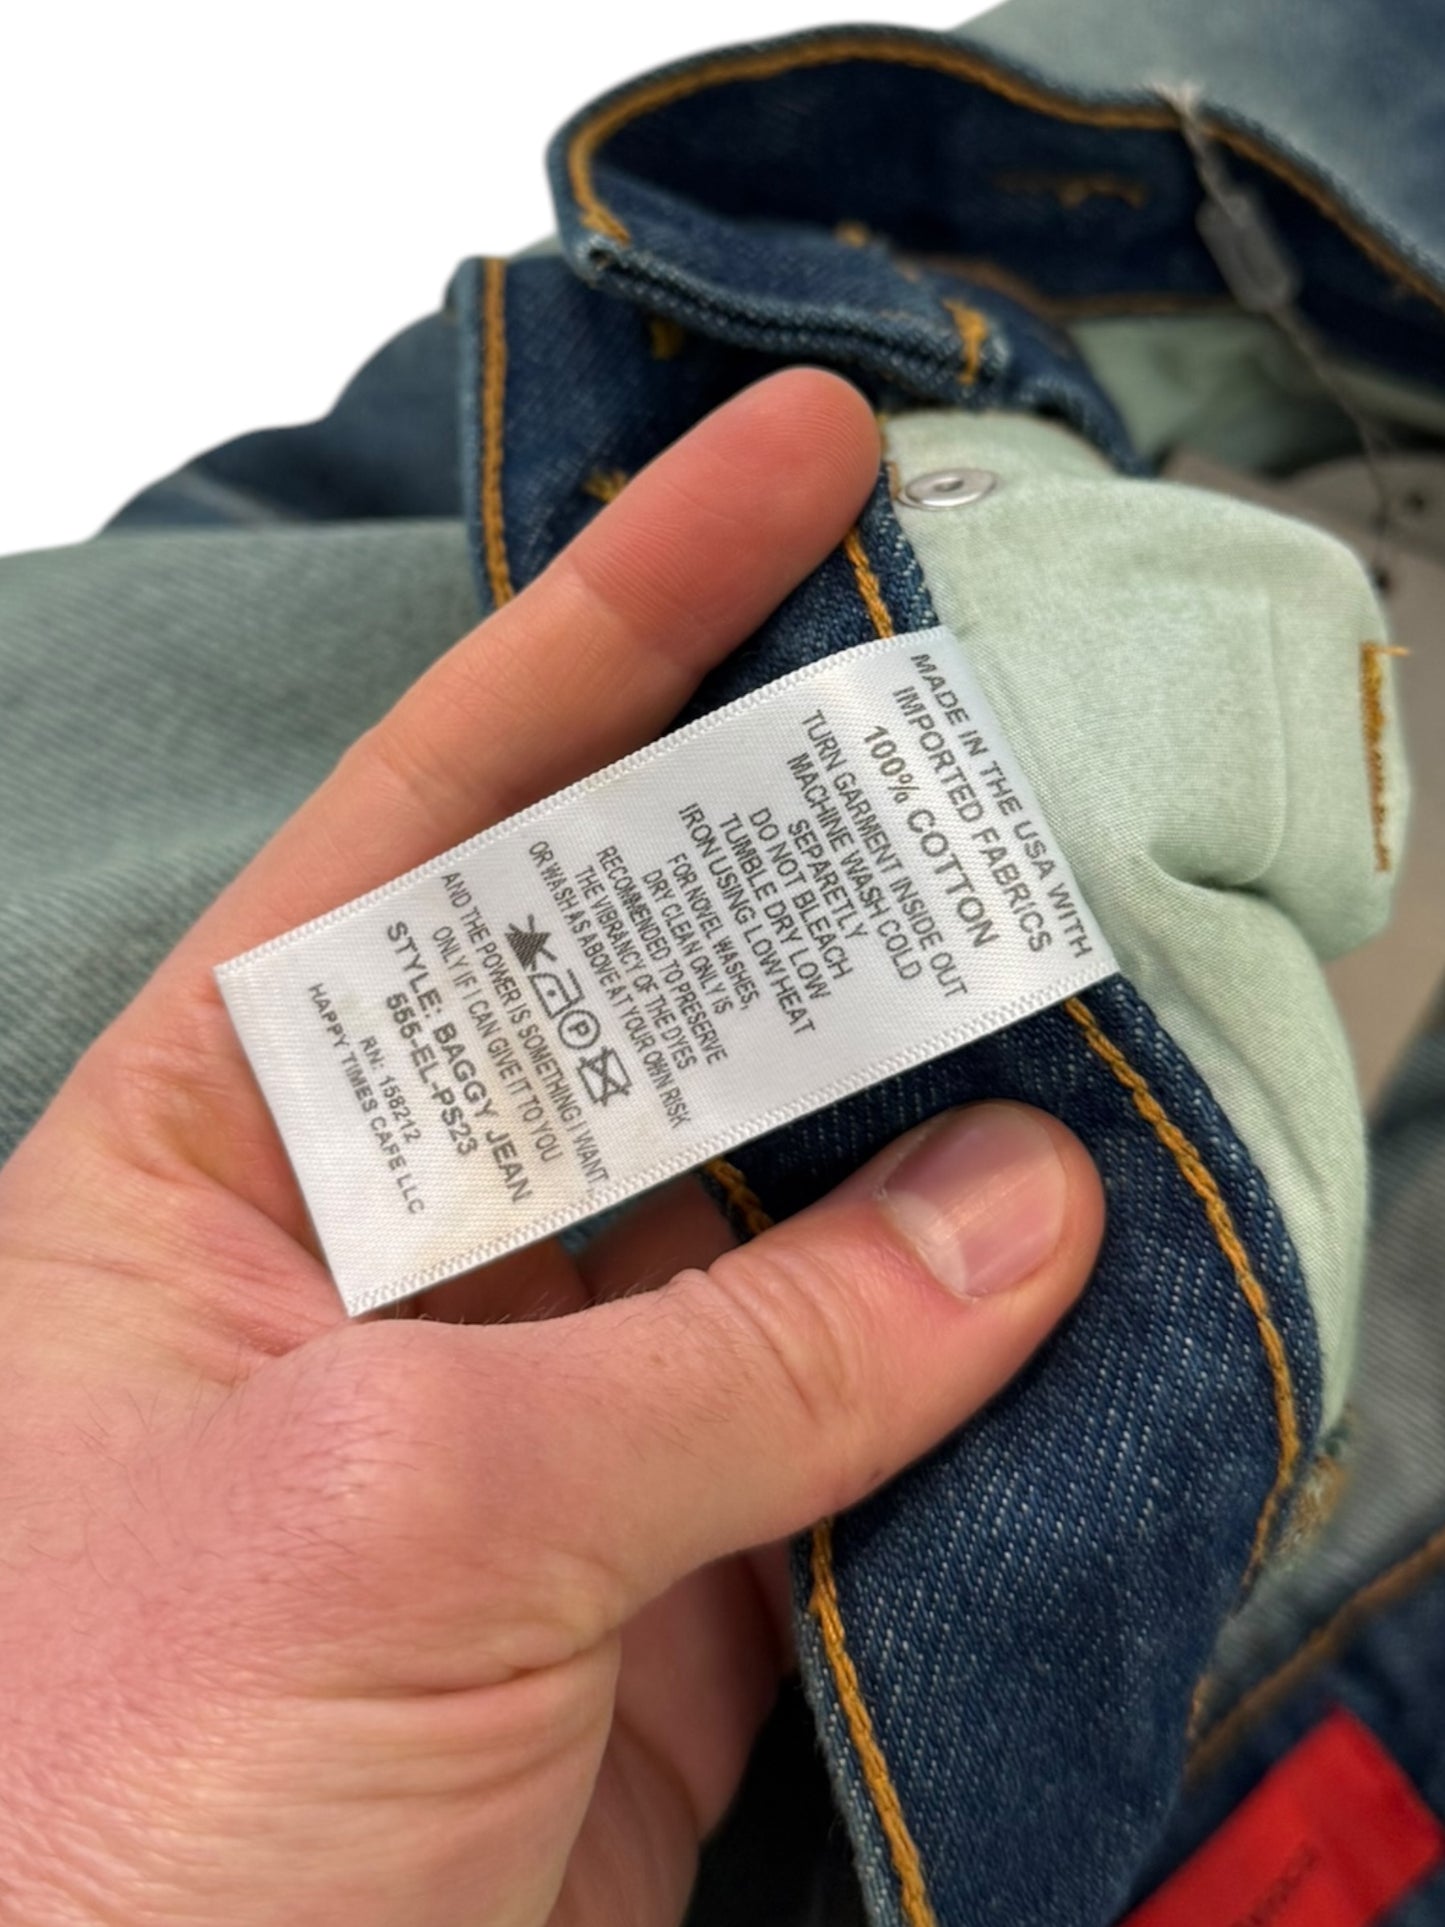 MADE IN THE USA WITH
IMPORTED FABRICS
100% COTTON
TURN GARMENT INSIDE OUT
MACHINE WASH COLD
SEPARETLY
DO NOT BLEACH
TUMBLE DRY LOW
IRON USING LOW HEAT
FOR NOVEL WASHES,
DRY CLEAN ONLY IS
RECOMMENDED TO PRESERVE
THE VIBRANCY OF THE DYES
OR WASH AS ABOVE AT YOUR OWN RISK
P
AND THE POWER IS SOMETHING I WANT
ONLY IF I CAN GIVE IT TO YOU
STYLE: BAGGY JEAN
555-EL-PS23
RN: 158212
HAPPY TIMES CAFE LLC